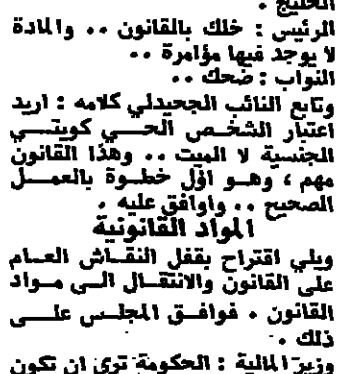 الخليج .
الرئيس : خلك بالقانون .. والمادة
لا يوجد فيها مؤامرة ..
النواب : ضحك ..
وتابع النائب الجحيدلي كلامه : اريد
اعتبار الشخص الحي كويتي
الجنسية لا الميت .. وهذا القانون
مهم ، وهو اول خطوة بالعمل
الصحيح .. واوافق عليه .
المواد القانونية
ويلي اقتراح بقفل النقاش العام
على القانون والانتقال الى مواد
القانون . فوافق المجلس على
ذلك .
وزير المالية : الحكومة ترى ان تكون